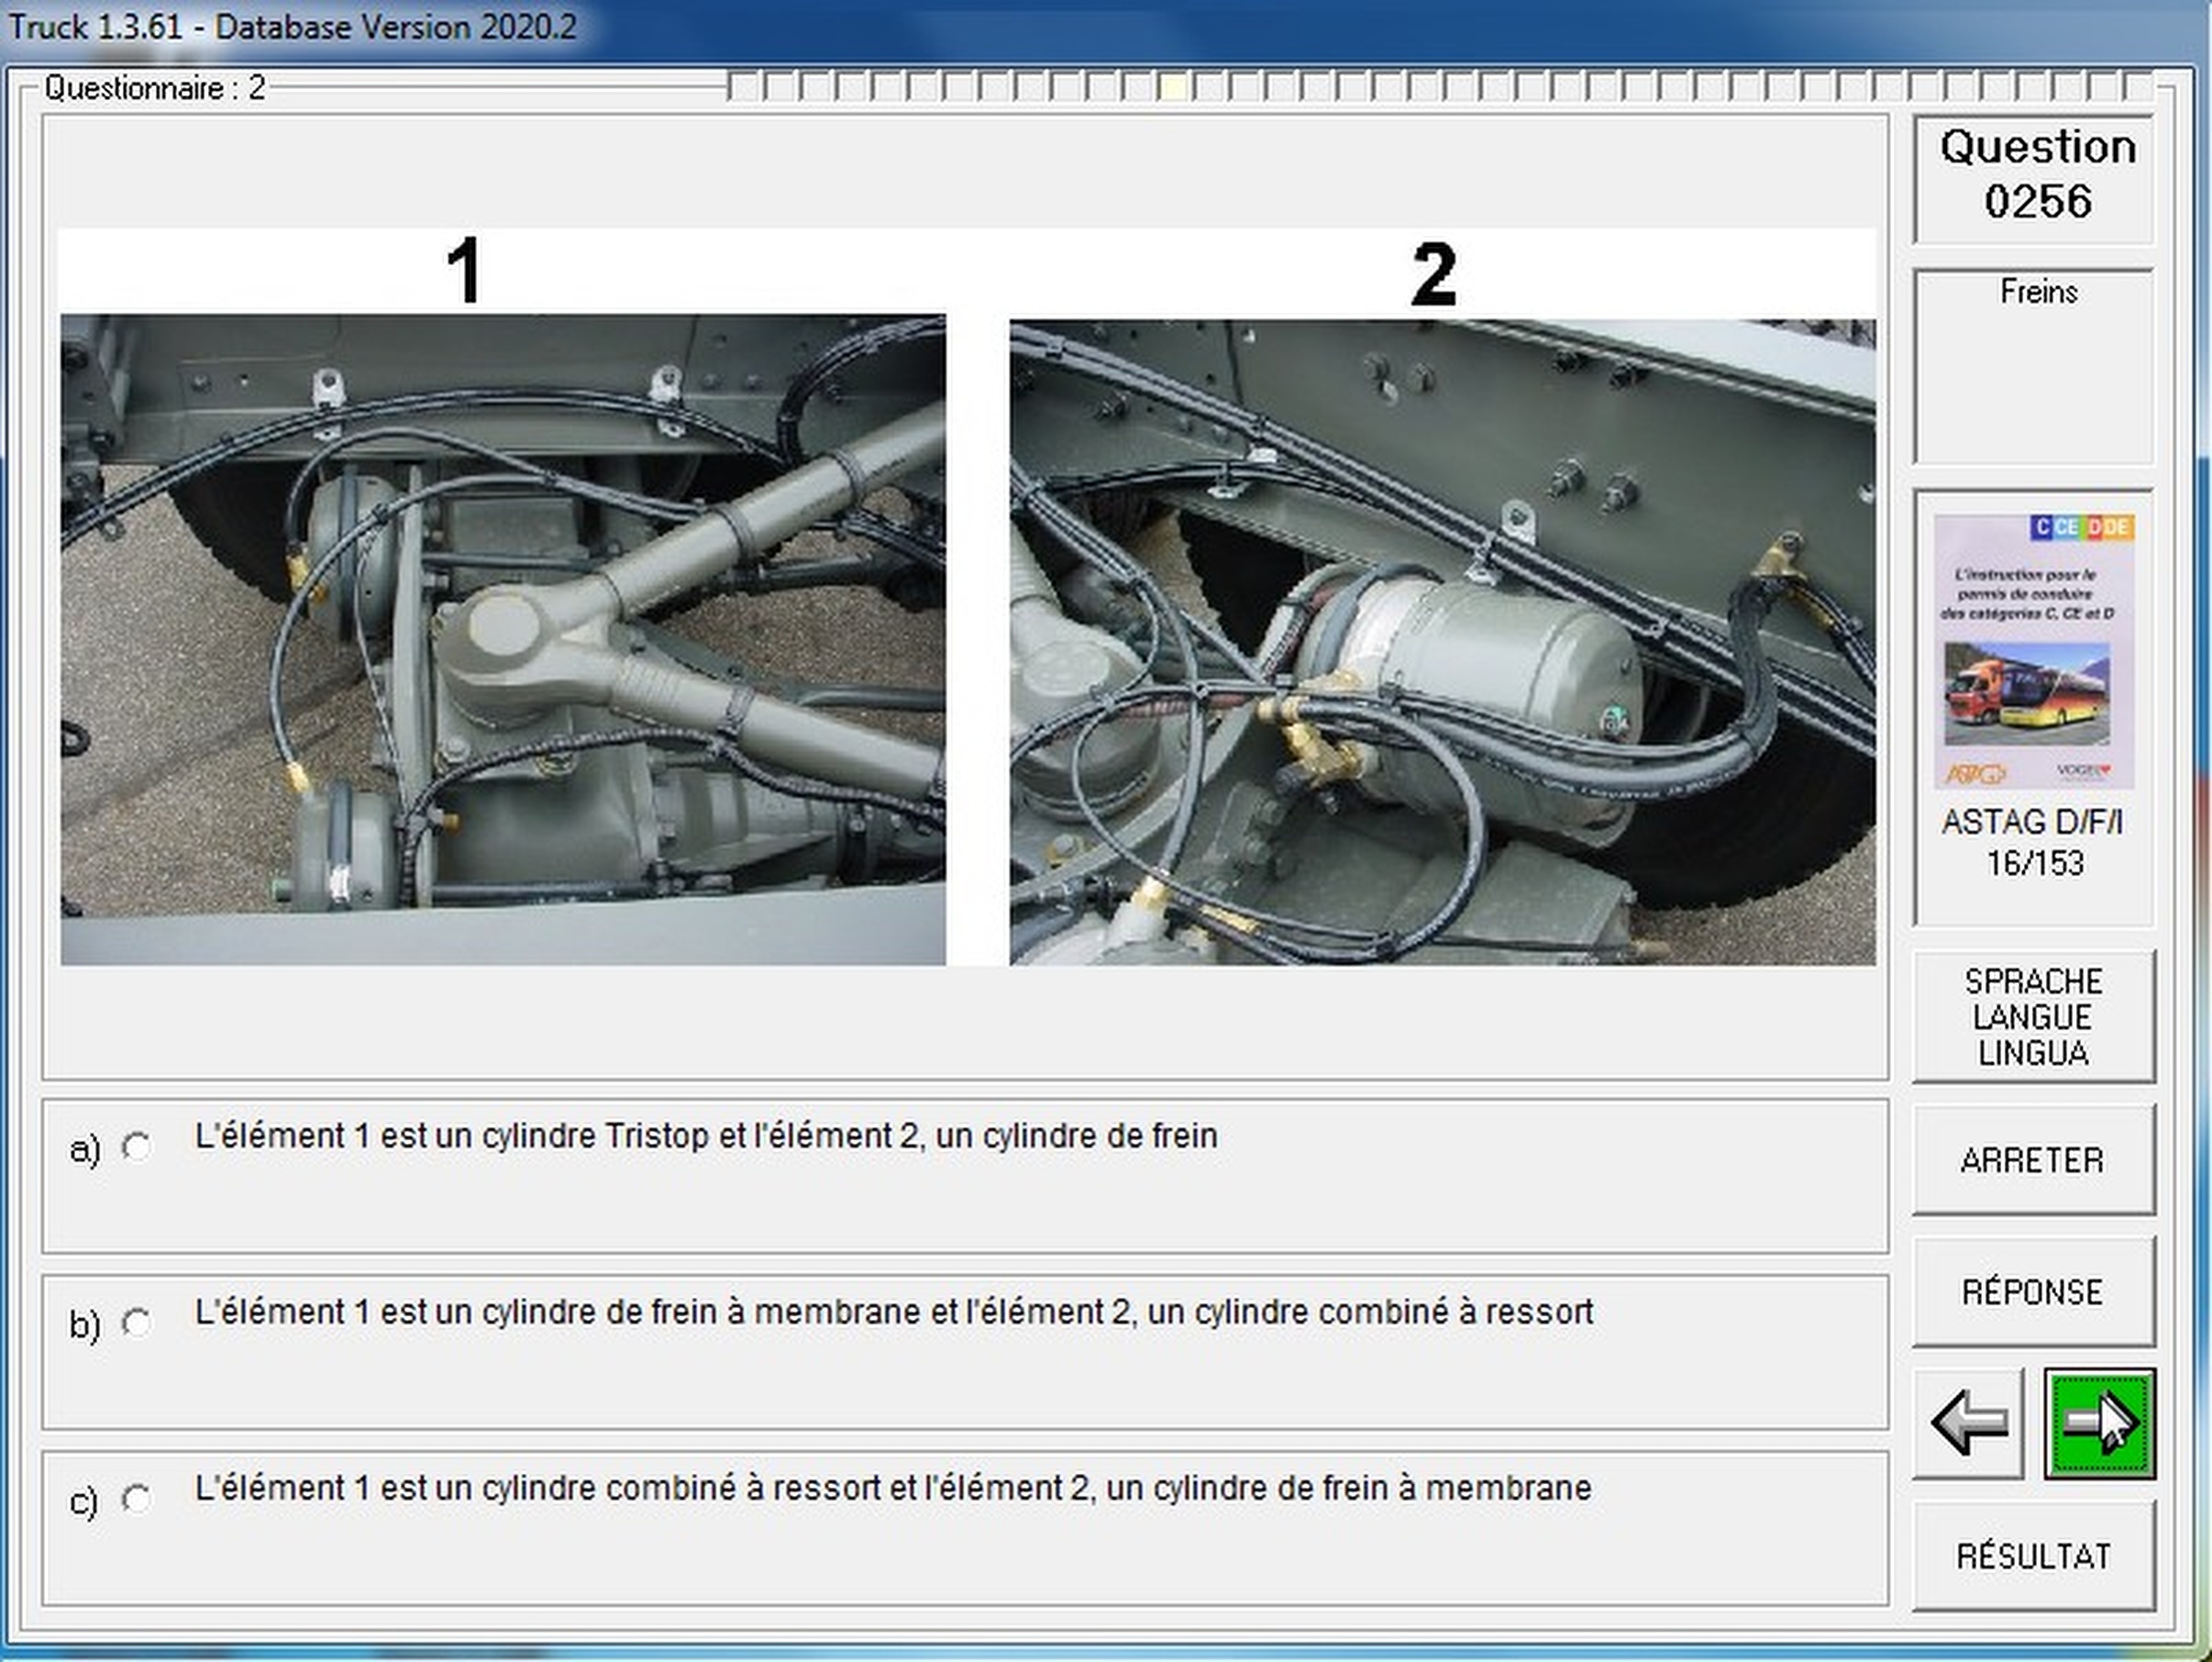 Truck 1.3.61 - Database Version 2020.2
Questionnaire : 2
1
2
Question
0256
Freins
C CE D DE
L'instruction pour le
permis de conduire
des catégories C, CE et D
ASTAG
VOGEL
ASTAG D/F/I
16/153
SPRACHE
LANGUE
LINGUA
a) L'élément 1 est un cylindre Tristop et l'élément 2, un cylindre de frein
ARRETER
b) L'élément 1 est un cylindre de frein à membrane et l'élément 2, un cylindre combiné à ressort
RÉPONSE
c) L'élément 1 est un cylindre combiné à ressort et l'élément 2, un cylindre de frein à membrane
RÉSULTAT